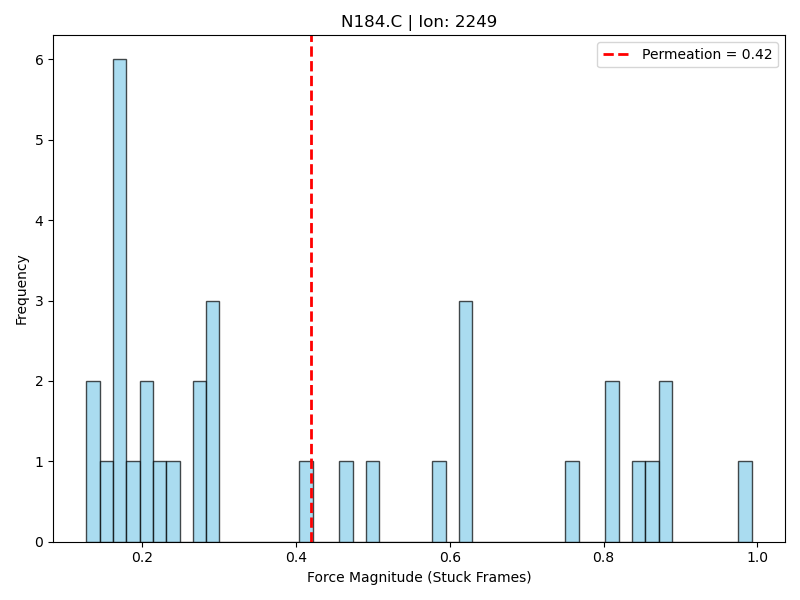 N184.C | Ion: 2249
Permeation = 0.42
6
5
4
3
2
1
0
Frequency
0.2 0.4 0.6 0.8 1.0
Force Magnitude (Stuck Frames)